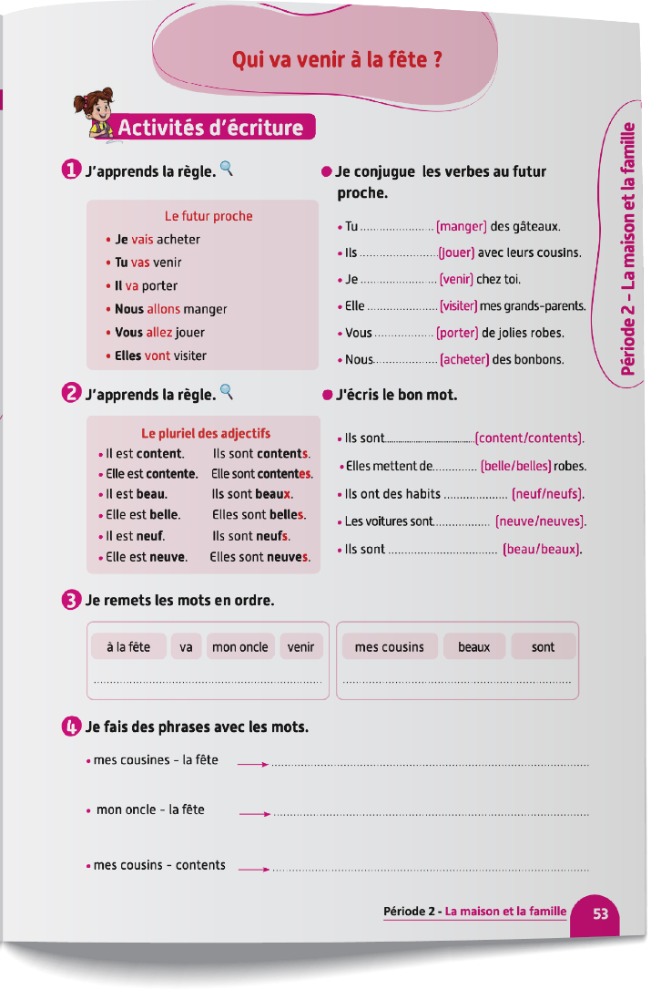 Qui va venir à la fête ?
Activités d'écriture
1 J'apprends la règle.
Le futur proche
• Je vais acheter
• Tu vas venir
• Il va porter
• Nous allons manger
• Vous allez jouer
• Elles vont visiter
● Je conjugue les verbes au futur
proche.
• Tu ...................... (manger) des gâteaux.
• Ils ........................(jouer) avec leurs cousins.
• Je ....................... (venir) chez toi.
• Elle ..................... (visiter) mes grands-parents.
• Vous .................. (porter) de jolies robes.
• Nous................... (acheter) des bonbons.
2 J'apprends la règle.
Le pluriel des adjectifs
• Il est content. Ils sont contents.
• Elle est contente. Elle sont contentes.
• Il est beau. Ils sont beaux.
• Elle est belle. Elles sont belles.
• Il est neuf. Ils sont neufs.
• Elle est neuve. Elles sont neuves.
● J'écris le bon mot.
• Ils sont....................................(content/contents).
• Elles mettent de............. (belle/belles) robes.
• Ils ont des habits ................... (neuf/neufs).
• Les voitures sont................. (neuve/neuves).
• Ils sont ................................. (beau/beaux).
3 Je remets les mots en ordre.
à la fête va mon oncle venir
mes cousins beaux sont
4 Je fais des phrases avec les mots.
• mes cousines - la fête
• mon oncle - la fête
• mes cousins - contents
Période 2 - La maison et la famille
53
Période 2 - La maison et la famille